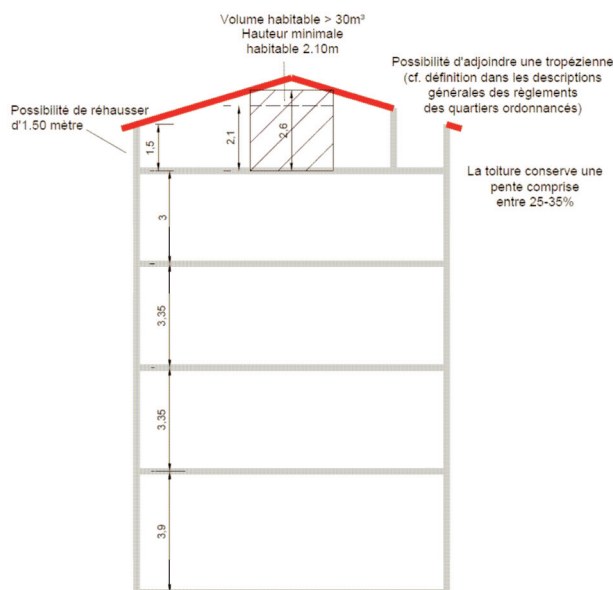 Volume habitable > 30m³
Hauteur minimale
habitable 2.10m
Possibilité d'adjoindre une tropézienne
(cf. définition dans les descriptions
générales des règlements
des quartiers ordonnancés)
Possibilité de réhausser
d'1.50 mètre
La toiture conserve une
pente comprise
entre 25-35%
1,5
2,1
2,6
3
3,35
3,35
3,9